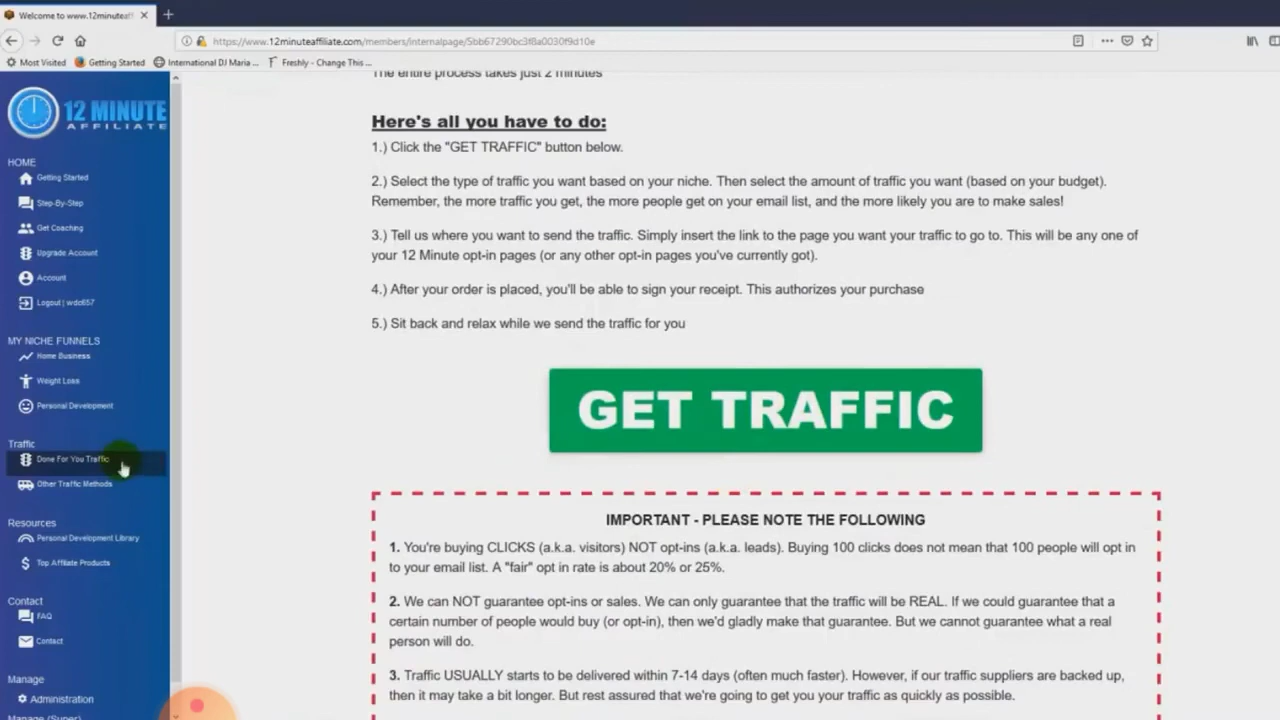 Welcome to www.12minuteaff
https://www.12minuteaffiliate.com/members/internalpage/5bb67290bc3f8a0030f9d10e
Most Visited
Getting Started
International DJ Maria ...
Freshly - Change This ...
12 MINUTE
AFFILIATE
HOME
Getting Started
Step-By-Step
Get Coaching
Upgrade Account
Account
Logout | wdc657
MY NICHE FUNNELS
Home Business
Weight Loss
Personal Development
Traffic
Done For You Traffic
Other Traffic Methods
Resources
Personal Development Library
Top Affiliate Products
Contact
FAQ
Contact
Manage
Administration
Manage (Super)
The entire process takes just 2 minutes
Here's all you have to do:
1.) Click the "GET TRAFFIC" button below.
2.) Select the type of traffic you want based on your niche. Then select the amount of traffic you want (based on your budget).
Remember, the more traffic you get, the more people get on your email list, and the more likely you are to make sales!
3.) Tell us where you want to send the traffic. Simply insert the link to the page you want your traffic to go to. This will be any one of
your 12 Minute opt-in pages (or any other opt-in pages you've currently got).
4.) After your order is placed, you'll be able to sign your receipt. This authorizes your purchase
5.) Sit back and relax while we send the traffic for you
GET TRAFFIC
IMPORTANT - PLEASE NOTE THE FOLLOWING
1. You're buying CLICKS (a.k.a. visitors) NOT opt-ins (a.k.a. leads). Buying 100 clicks does not mean that 100 people will opt in
to your email list. A "fair" opt in rate is about 20% or 25%.
2. We can NOT guarantee opt-ins or sales. We can only guarantee that the traffic will be REAL. If we could guarantee that a
certain number of people would buy (or opt-in), then we'd gladly make that guarantee. But we cannot guarantee what a real
person will do.
3. Traffic USUALLY starts to be delivered within 7-14 days (often much faster). However, if our traffic suppliers are backed up,
then it may take a bit longer. But rest assured that we're going to get you your traffic as quickly as possible.